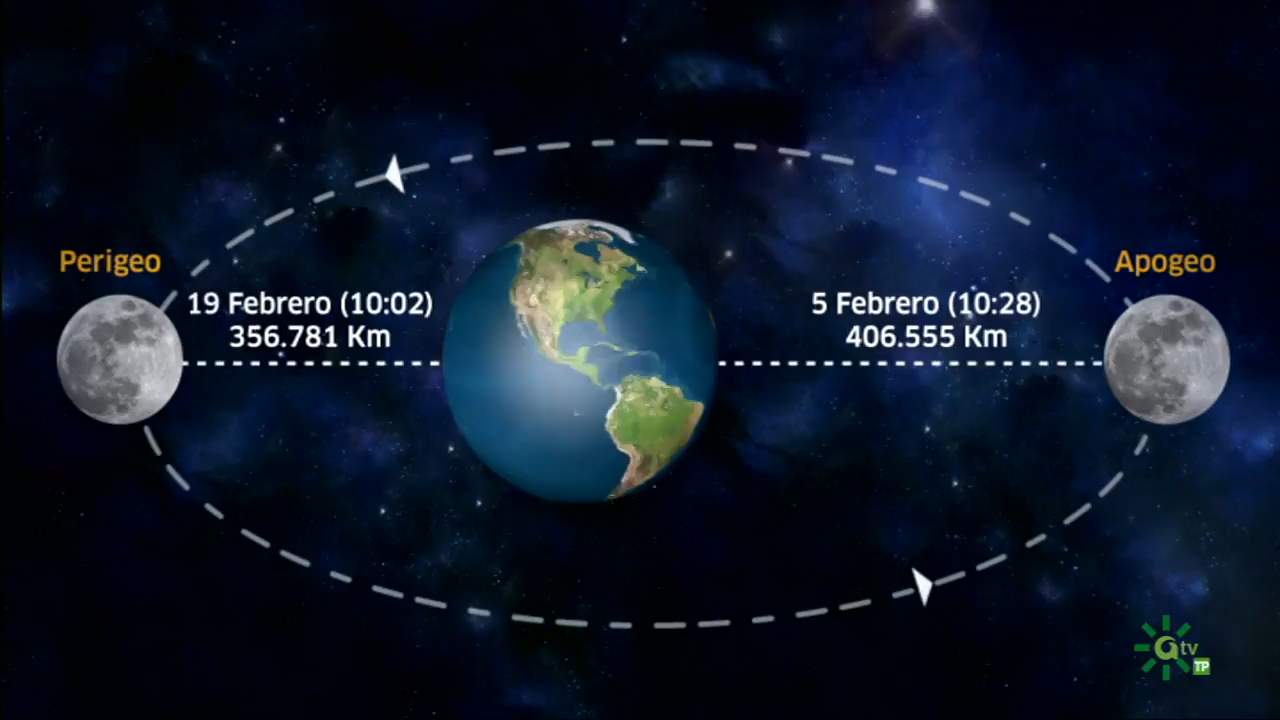 Perigeo
19 Febrero (10:02)
356.781 Km
Apogeo
5 Febrero (10:28)
406.555 Km
tv
TP